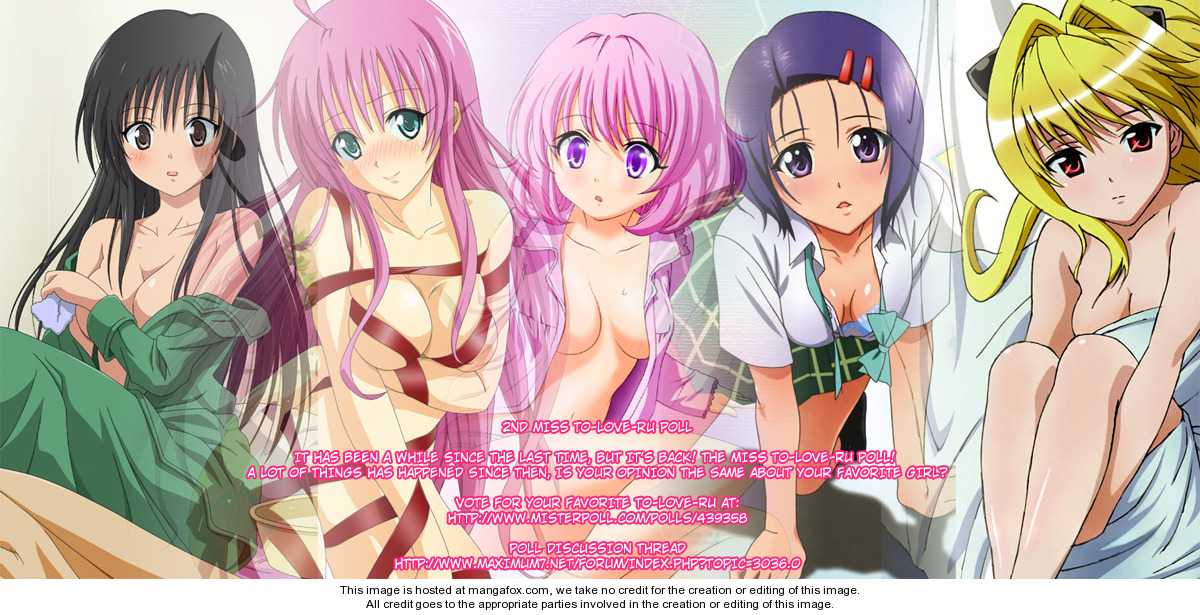 2ND MISS TO-LOVE-RU POLL
IT HAS BEEN A WHILE SINCE THE LAST TIME, BUT IT'S BACK! THE MISS TO-LOVE-RU POLL!
A LOT OF THINGS HAS HAPPENED SINCE THEN, IS YOUR OPINION THE SAME ABOUT YOUR FAVORITE GIRL?
VOTE FOR YOUR FAVORITE TO-LOVE-RU AT:
HTTP://WWW.MISTERPOLL.COM/POLLS/439358
POLL DISCUSSION THREAD
HTTP://WWW.MAXIMUM7.NET/FORUM/INDEX.PHP?TOPIC=3036.0
This image is hosted at mangafox.com, we take no credit for the creation or editing of this image.
All credit goes to the appropriate parties involved in the creation or editing of this image.